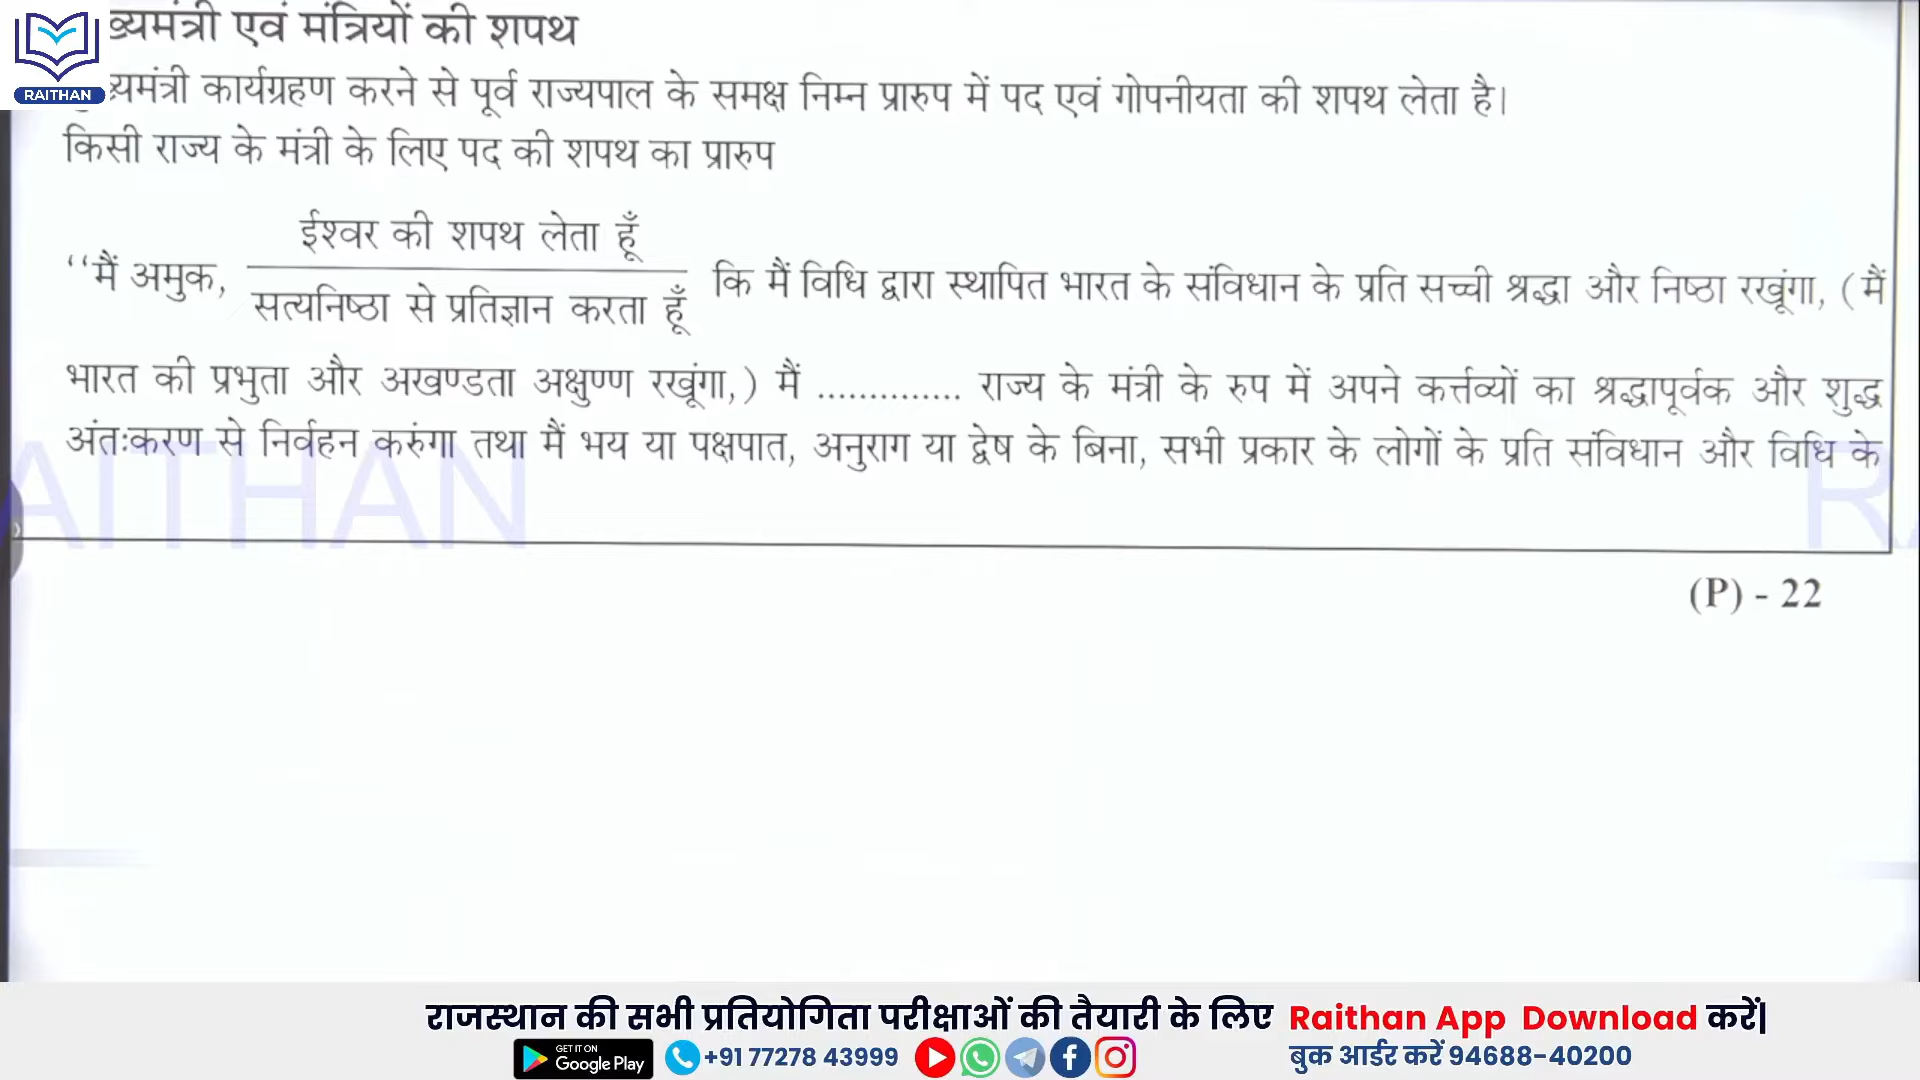 ख्यमंत्री एवं मंत्रियों की शपथ
RAITHAN
ख्यमंत्री कार्यग्रहण करने से पूर्व राज्यपाल के समक्ष निम्न प्रारुप में पद एवं गोपनीयता की शपथ लेता है।
किसी राज्य के मंत्री के लिए पद की शपथ का प्रारुप
ईश्वर की शपथ लेता हूँ
‘‘मैं अमुक, कि मैं विधि द्वारा स्थापित भारत के संविधान के प्रति सच्ची श्रद्धा और निष्ठा रखूंगा, (मैं
सत्यनिष्ठा से प्रतिज्ञान करता हूँ
भारत की प्रभुता और अखण्डता अक्षुण्ण रखूंगा,) मैं .............. राज्य के मंत्री के रुप में अपने कर्त्तव्यों का श्रद्धापूर्वक और शुद्ध
अंतःकरण से निर्वहन करुंगा तथा मैं भय या पक्षपात, अनुराग या द्वेष के बिना, सभी प्रकार के लोगों के प्रति संविधान और विधि के
AITHAN RA
(P) - 22
राजस्थान की सभी प्रतियोगिता परीक्षाओं की तैयारी के लिए Raithan App Download करें|
GET IT ON
Google Play +91 77278 43999 बुक आर्डर करें 94688-40200